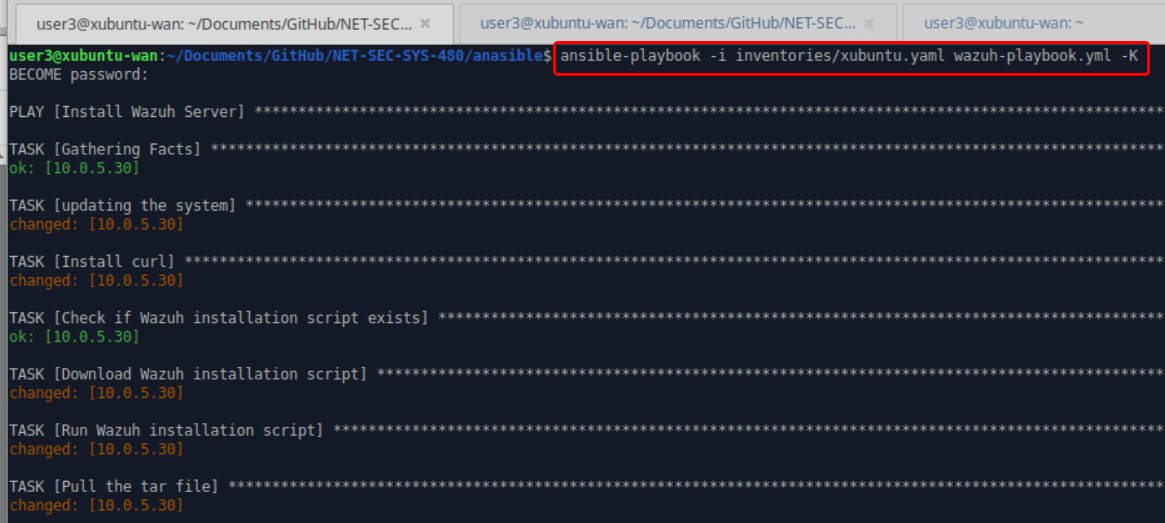 user3@xubuntu-wan: ~/Documents/GitHub/NET-SEC... × user3@xubuntu-wan: ~/Documents/GitHub/NET-SEC... × user3@xubuntu-wan: ~
user3@xubuntu-wan:~/Documents/GitHub/NET-SEC-SYS-480/anasible$ ansible-playbook -i inventories/xubuntu.yaml wazuh-playbook.yml -K
BECOME password:
PLAY [Install Wazuh Server] *******************************************************************************************************
TASK [Gathering Facts] ************************************************************************************************************
ok: [10.0.5.30]
TASK [updating the system] ********************************************************************************************************
changed: [10.0.5.30]
TASK [Install curl] ***************************************************************************************************************
changed: [10.0.5.30]
TASK [Check if Wazuh installation script exists] **********************************************************************************
ok: [10.0.5.30]
TASK [Download Wazuh installation script] *****************************************************************************************
changed: [10.0.5.30]
TASK [Run Wazuh installation script] **********************************************************************************************
changed: [10.0.5.30]
TASK [Pull the tar file] **********************************************************************************************************
changed: [10.0.5.30]